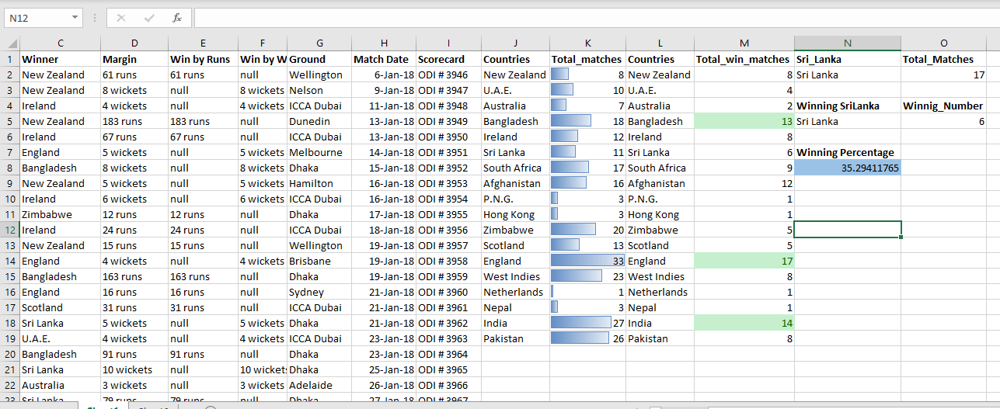 N12 fx
C D E F G H I J K L M N O
1 Winner Margin Win by Runs Win by W Ground Match Date Scorecard Countries Total_matches Countries Total_win_matches Sri_Lanka Total_Matches
2 New Zealand 61 runs 61 runs null Wellington 6-Jan-18 ODI # 3946 New Zealand 8 New Zealand 8 Sri Lanka 17
3 New Zealand 8 wickets null 8 wickets Nelson 9-Jan-18 ODI # 3947 U.A.E. 10 U.A.E. 4
4 Ireland 4 wickets null 4 wickets ICCA Dubai 11-Jan-18 ODI # 3948 Australia 7 Australia 2 Winning SriLanka Winnig_Number
5 New Zealand 183 runs 183 runs null Dunedin 13-Jan-18 ODI # 3949 Bangladesh 18 Bangladesh 13 Sri Lanka 6
6 Ireland 67 runs 67 runs null ICCA Dubai 13-Jan-18 ODI # 3950 Ireland 12 Ireland 8
7 England 5 wickets null 5 wickets Melbourne 14-Jan-18 ODI # 3951 Sri Lanka 11 Sri Lanka 6 Winning Percentage
8 Bangladesh 8 wickets null 8 wickets Dhaka 15-Jan-18 ODI # 3952 South Africa 17 South Africa 9 35.29411765
9 New Zealand 5 wickets null 5 wickets Hamilton 16-Jan-18 ODI # 3953 Afghanistan 16 Afghanistan 12
10 Ireland 6 wickets null 6 wickets ICCA Dubai 16-Jan-18 ODI # 3954 P.N.G. 3 P.N.G. 1
11 Zimbabwe 12 runs 12 runs null Dhaka 17-Jan-18 ODI # 3955 Hong Kong 3 Hong Kong 1
12 Ireland 24 runs 24 runs null ICCA Dubai 18-Jan-18 ODI # 3956 Zimbabwe 20 Zimbabwe 5
13 New Zealand 15 runs 15 runs null Wellington 19-Jan-18 ODI # 3957 Scotland 13 Scotland 5
14 England 4 wickets null 4 wickets Brisbane 19-Jan-18 ODI # 3958 England 33 England 17
15 Bangladesh 163 runs 163 runs null Dhaka 19-Jan-18 ODI # 3959 West Indies 23 West Indies 8
16 England 16 runs 16 runs null Sydney 21-Jan-18 ODI # 3960 Netherlands 1 Netherlands 1
17 Scotland 31 runs 31 runs null ICCA Dubai 21-Jan-18 ODI # 3961 Nepal 3 Nepal 1
18 Sri Lanka 5 wickets null 5 wickets Dhaka 21-Jan-18 ODI # 3962 India 27 India 14
19 U.A.E. 4 wickets null 4 wickets ICCA Dubai 23-Jan-18 ODI # 3963 Pakistan 26 Pakistan 8
20 Bangladesh 91 runs 91 runs null Dhaka 23-Jan-18 ODI # 3964
21 Sri Lanka 10 wickets null 10 wicket Dhaka 25-Jan-18 ODI # 3965
22 Australia 3 wickets null 3 wickets Adelaide 26-Jan-18 ODI # 3966
23 Sri Lanka 79 runs 79 runs null Dhaka 27-Jan-18 ODI # 3967